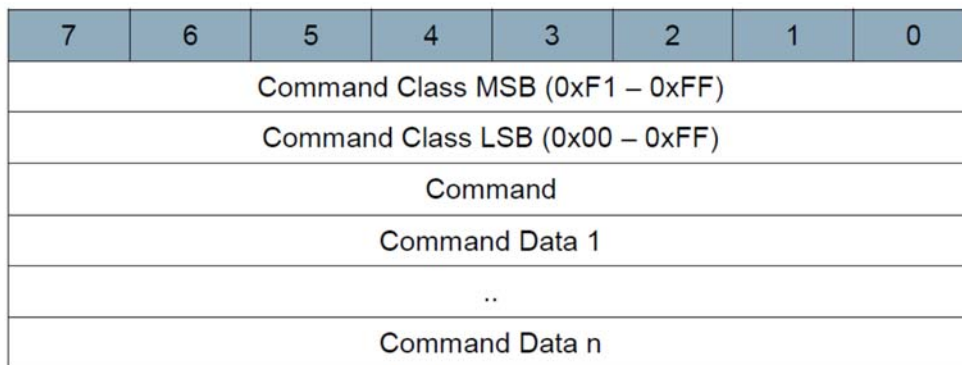 7 6 5 4 3 2 1 0
Command Class MSB (0xF1 – 0xFF)
Command Class LSB (0x00 – 0xFF)
Command
Command Data 1
..
Command Data n